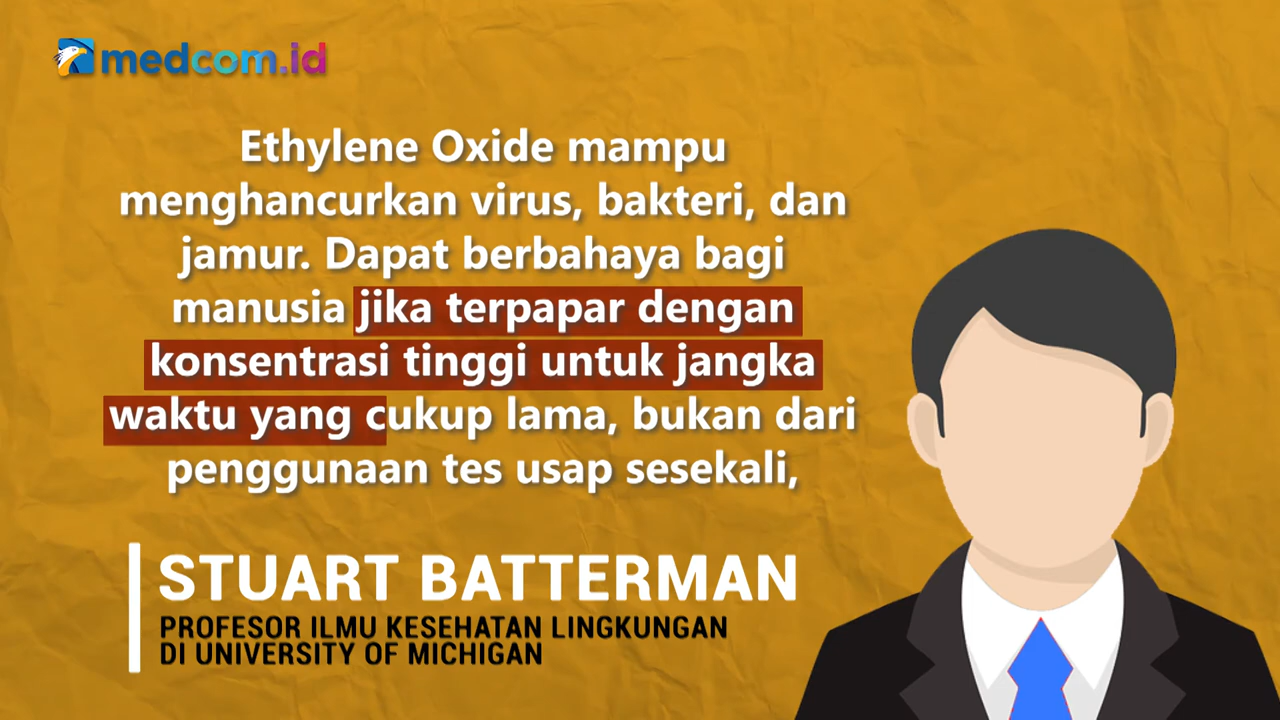 medcom.id
Ethylene Oxide mampu
menghancurkan virus, bakteri, dan
jamur. Dapat berbahaya bagi
manusia jika terpapar dengan
konsentrasi tinggi untuk jangka
waktu yang cukup lama, bukan dari
penggunaan tes usap sesekali,
STUART BATTERMAN
PROFESOR ILMU KESEHATAN LINGKUNGAN
DI UNIVERSITY OF MICHIGAN